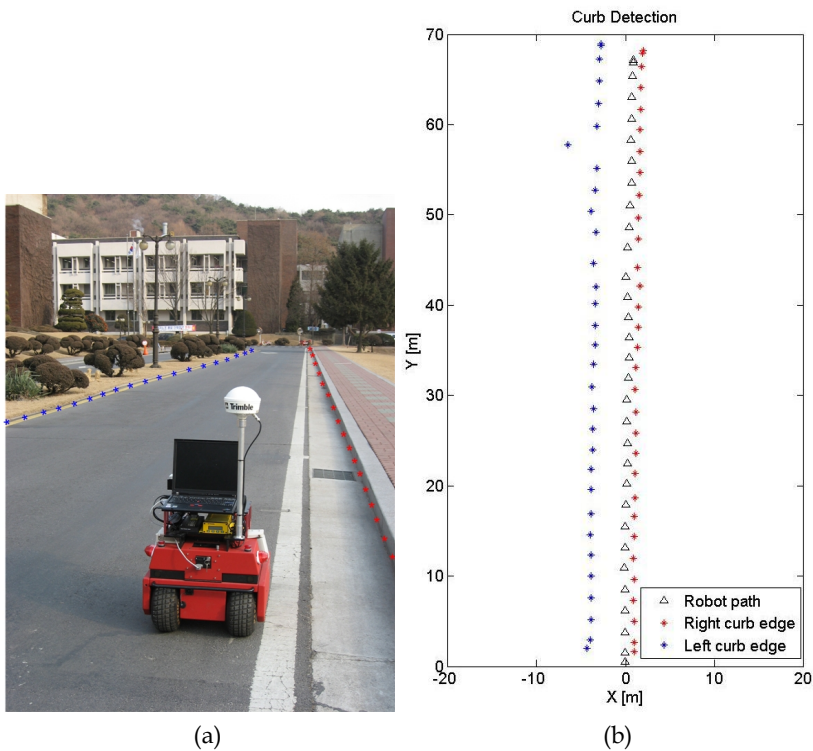 Curb Detection
70
60
50
40
30
20
10
0
Y [m]
-20
-10
0
10
20
X [m]
Robot path
Right curb edge
Left curb edge
Trimble
(a)
(b)